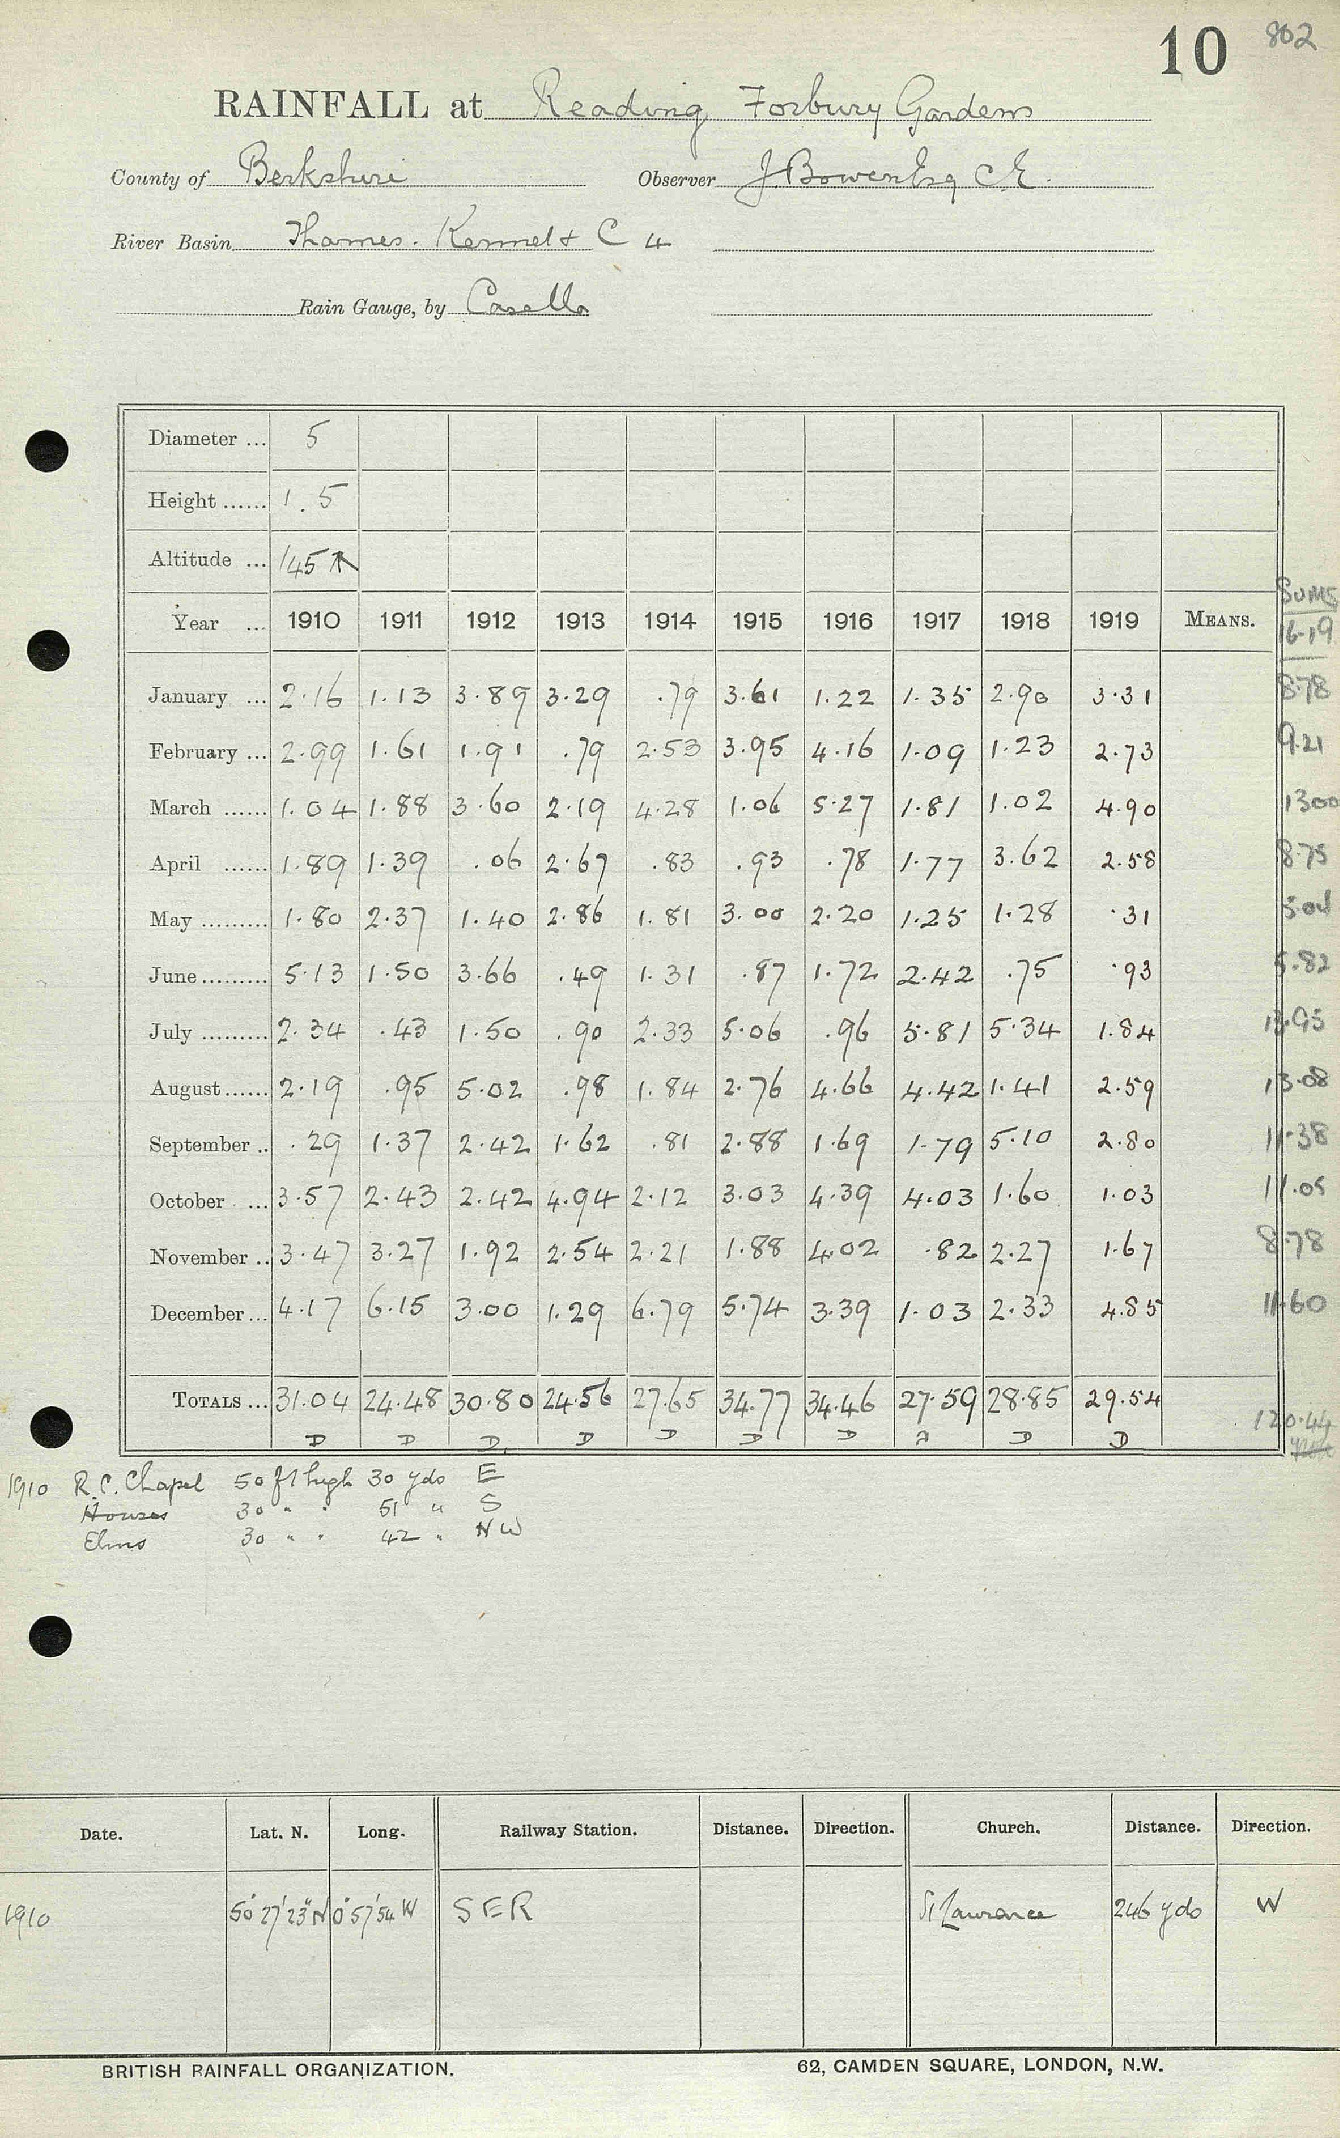 10 802
RAINFALL at Reading Forbury Gardens
County of Berkshire Observer J. Bowen Esq C.E.
River Basin Thames. Kennet & C 4
Rain Gauge, by Casella
Diameter ... 5
Height ...... 1.5
Altitude ... 145
SUMS
Year ... 1910 1911 1912 1913 1914 1915 1916 1917 1918 1919 MEANS. 16-19
January ... 2.16 1.13 3.89 3.29 .79 3.61 1.22 1.35 2.90 3.31 8.78
February ... 2.99 1.61 1.91 .79 2.53 3.95 4.16 1.09 1.23 2.73 9.21
March ...... 1.04 1.88 3.60 2.19 4.28 1.06 5.27 1.81 1.02 4.90 1300
April ...... 1.89 1.39 .06 2.67 .83 .93 .78 1.77 3.62 2.58 8.75
May ......... 1.80 2.37 1.40 2.86 1.81 3.00 2.20 1.25 1.28 .31 5.04
June ......... 5.13 1.50 3.66 .49 1.31 .87 1.72 2.42 .75 .93 5.82
July ......... 2.34 .43 1.50 .90 2.33 5.06 .96 5.81 5.34 1.84 13.95
August ...... 2.19 .95 5.02 .98 1.84 2.76 4.66 4.42 1.41 2.59 13.08
September .. .29 1.37 2.42 1.62 .81 2.88 1.69 1.79 5.10 2.80 11.38
October ... 3.57 2.43 2.42 4.94 2.12 3.03 4.39 4.03 1.60 1.03 11.05
November .. 3.47 3.27 1.92 2.54 2.21 1.88 4.02 .82 2.27 1.67 8.78
December ... 4.17 6.15 3.00 1.29 6.79 5.74 3.39 1.03 2.33 4.85 11.60
TOTALS ... 31.04 24.48 30.80 24.56 27.65 34.77 34.46 27.59 28.85 29.54 120.44
D D D D D D D D D
1910 R.C. Chapel 50 ft high 30 yds E
Houses 30 " " 51 " S
Elms 30 " " 42 " NW
Date. Lat. N. Long. Railway Station. Distance. Direction. Church. Distance. Direction.
1910 50°27'23"N 0°57'54 W SER St Lawrence 246 yds W
BRITISH RAINFALL ORGANIZATION. 62, CAMDEN SQUARE, LONDON, N.W.